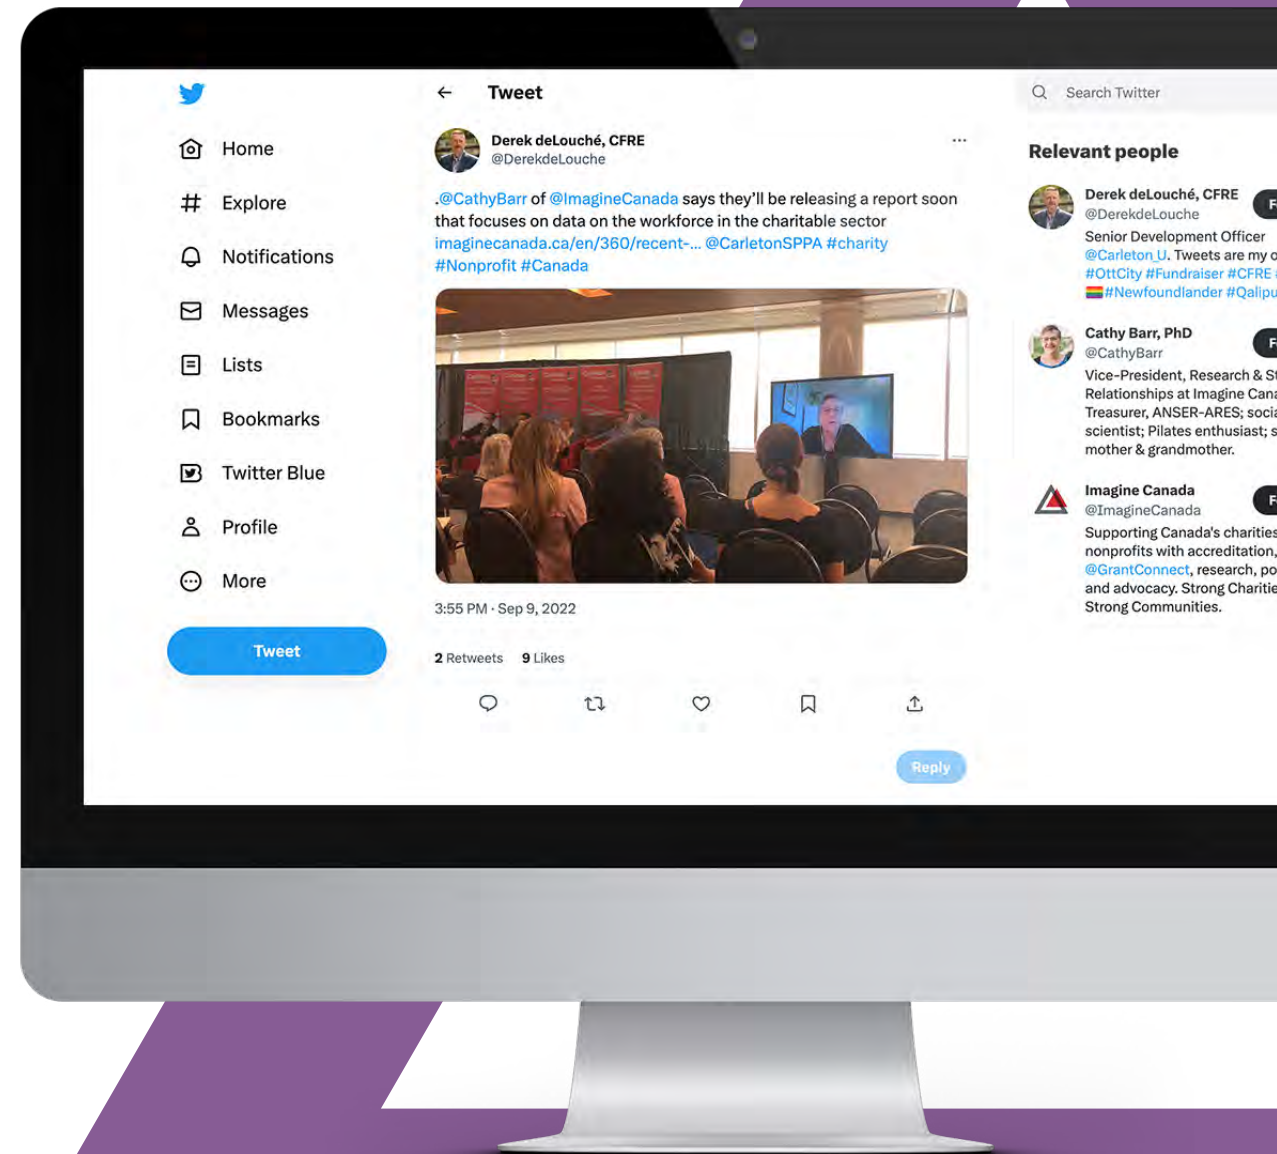 Home
Explore
Notifications
Messages
Lists
Bookmarks
Twitter Blue
Profile
More
Tweet
Tweet
Derek deLouché, CFRE
@DerekdeLouche
.@CathyBarr of @ImagineCanada says they'll be releasing a report soon
that focuses on data on the workforce in the charitable sector
imaginecanada.ca/en/360/recent-... @CarletonSPPA #charity
#Nonprofit #Canada
3:55 PM · Sep 9, 2022
2 Retweets 9 Likes
Reply
Search Twitter
Relevant people
Derek deLouché, CFRE
@DerekdeLouche
Senior Development Officer
@Carleton_U. Tweets are my
#OttCity #Fundraiser #CFRE
#Newfoundlander
Cathy Barr, PhD
@CathyBarr
Vice-President, Research &
Relationships at Imagine
Treasurer, ANSER-ARES;
scientist; Pilates enthusiast;
mother & grandmother.
Imagine Canada
@ImagineCanada
Supporting Canada's charities
nonprofits with accreditation,
@GrantConnect, research,
and advocacy. Strong
Strong Communities.